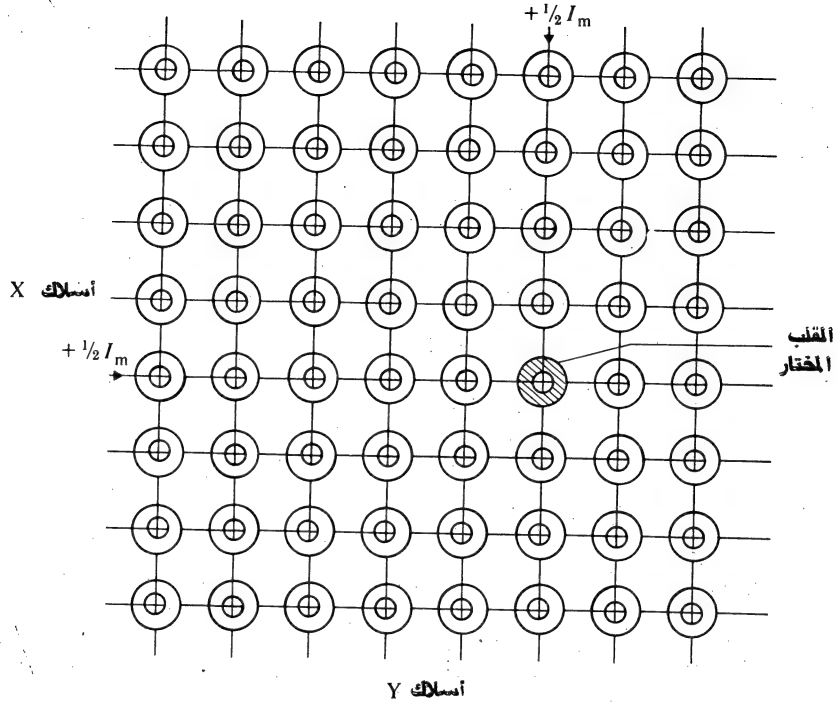 + ½ Iₘ
أسلاك X
+ ½ Iₘ
القلب
المختار
أسلاك Y